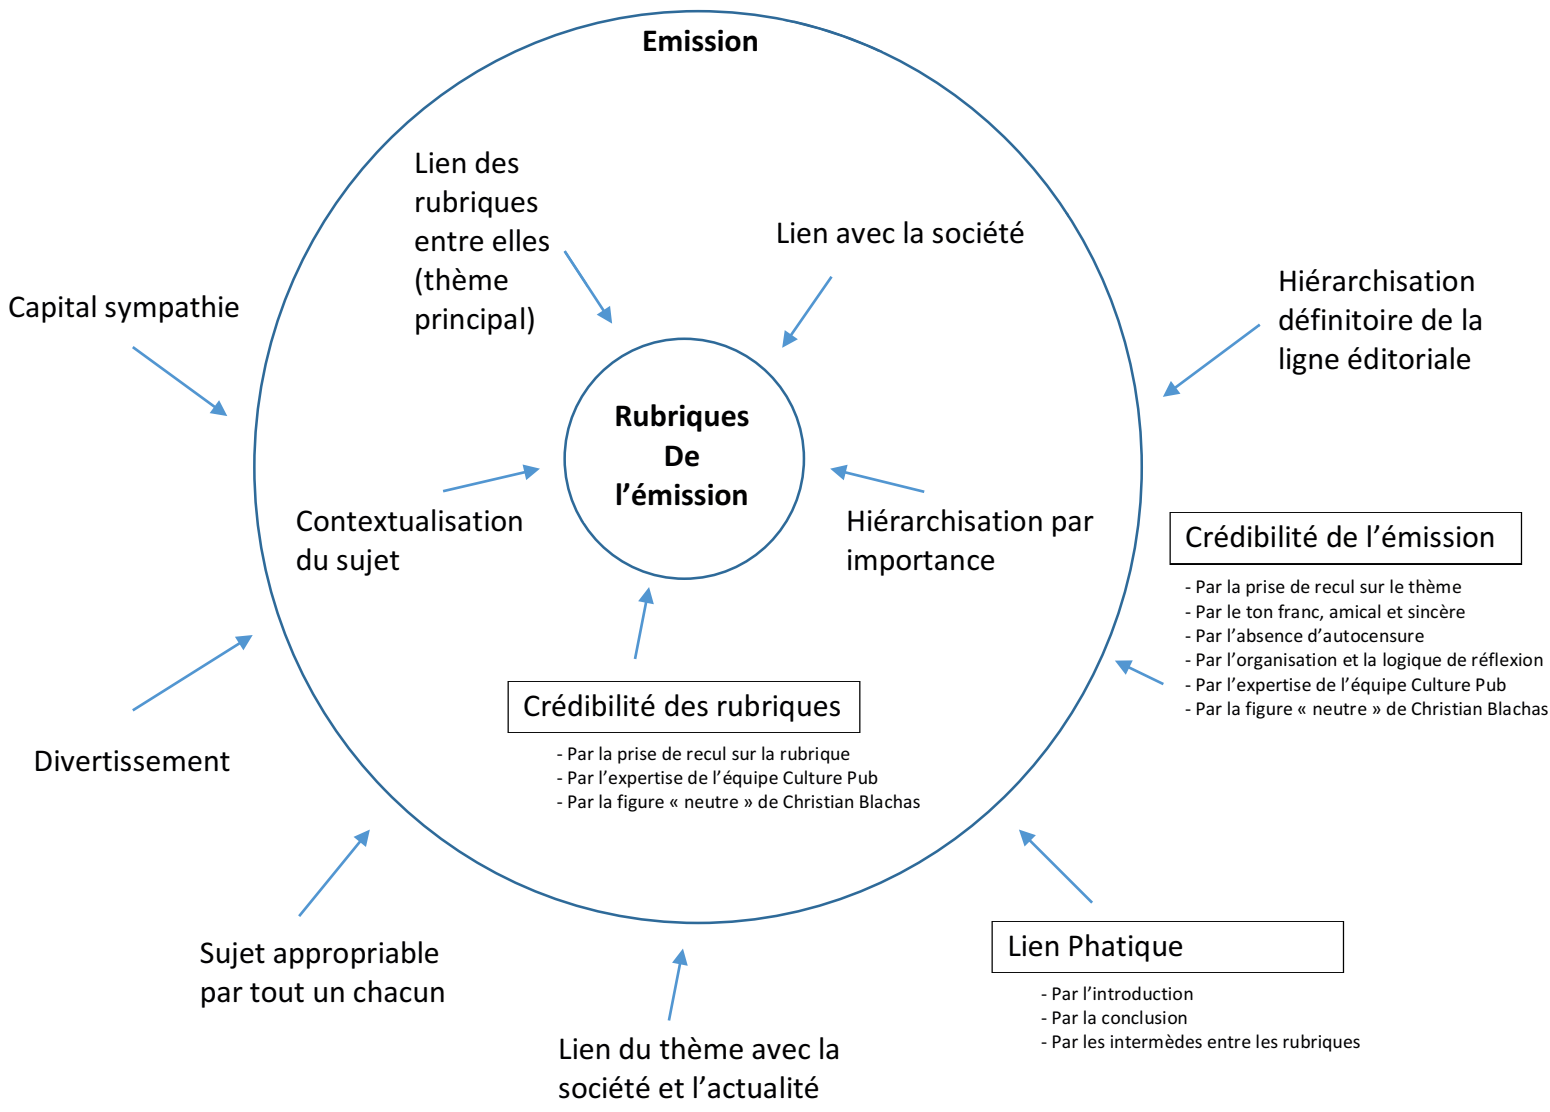 Emission
Lien des
rubriques
entre elles
(thème
principal)
Lien avec la société
Capital sympathie
Hiérarchisation
définitoire de la
ligne éditoriale
Rubriques
De
l’émission
Contextualisation
du sujet
Hiérarchisation par
importance
Crédibilité de l’émission
- Par la prise de recul sur le thème
- Par le ton franc, amical et sincère
- Par l’absence d’autocensure
- Par l’organisation et la logique de réflexion
- Par l’expertise de l’équipe Culture Pub
- Par la figure « neutre » de Christian Blachas
Crédibilité des rubriques
- Par la prise de recul sur la rubrique
- Par l’expertise de l’équipe Culture Pub
- Par la figure « neutre » de Christian Blachas
Divertissement
Sujet appropriable
par tout un chacun
Lien Phatique
- Par l’introduction
- Par la conclusion
- Par les intermèdes entre les rubriques
Lien du thème avec la
société et l’actualité